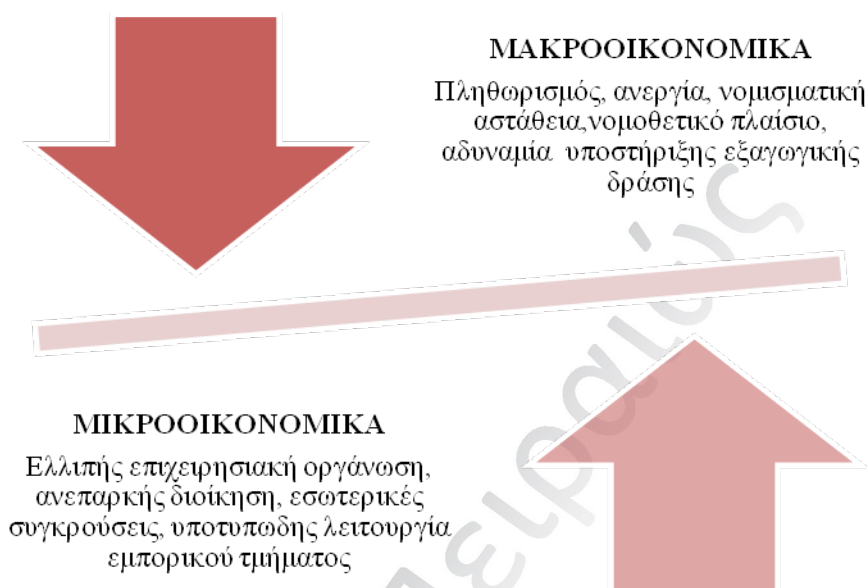 ΜΑΚΡΟΟΙΚΟΝΟΜΙΚΑ
Πληθωρισμός, ανεργία, νομισματική
αστάθεια,νομοθετικό πλαίσιο,
αδυναμία υποστήριξης εξαγωγικής
δράσης
ΜΙΚΡΟΟΙΚΟΝΟΜΙΚΑ
Ελλιπής επιχειρησιακή οργάνωση,
ανεπαρκής διοίκηση, εσωτερικές
συγκρούσεις, υποτυπωδης λειτουργία
εμπορικού τμήματος